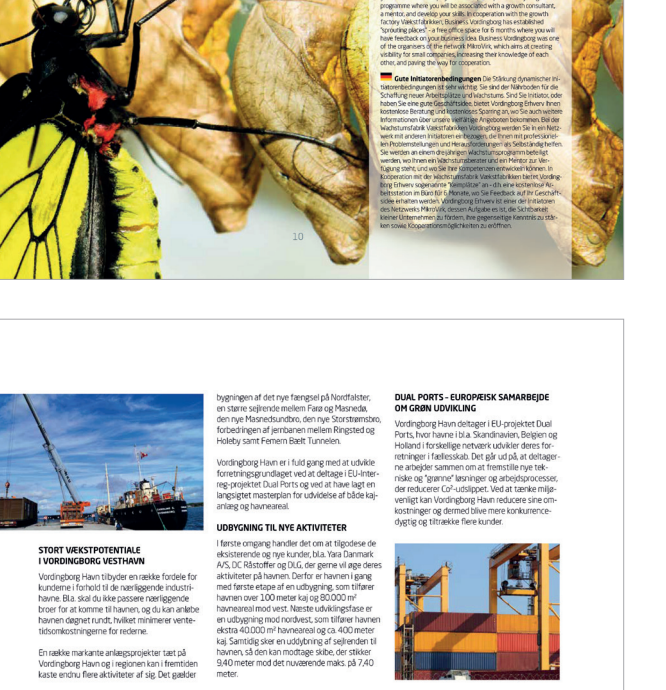 programme where you will be associated with a growth consultant,
a mentor, and develop your skills. In cooperation with the growth
factory Vækstfabrikken, Business Vordingborg has established
"sprouting places" - a free office space for 6 months where you will
have feedback on your business idea. Business Vordingborg was one
of the organisers of the network MikroVirk, which aims at creating
visibility for small companies, increasing their knowledge of each
other, and paving the way for cooperation.
Gute Initiatorenbedingungen Die Stärkung dynamischer Ini-
tiatorenbedingungen ist sehr wichtig. Sie sind der Nährboden für die
Schaffung neuer Arbeitsplätze und Wachstums. Sind Sie Initiator, oder
haben Sie eine gute Geschäftsidee, bietet Vordingborg Erhverv Ihnen
kostenlose Beratung und kostenloses Sparring an, wo Sie auch weitere
Informationen über unsere vielfältige Angeboten bekommen. Bei der
Wachstumsfabrik Vækstfabrikken Vordingborg werden Sie in ein Netz-
werk mit anderen Initiatoren einbezogen, die Ihnen mit professionel-
len Problemstellungen und Herausforderungen als Selbständig helfen.
Sie werden an einem dreijährigen Wachstumsprogramm beteiligt
werden, wo Ihnen ein Wachstumsberater und ein Mentor zur Ver-
fügung steht, und wo Sie Ihre Kompetenzen entwickeln können. In
Kooperation mit der Wachstumsfabrik Vækstfabrikken bietet Vording-
borg Erhverv sogenannte "Keimplätze" an - d.h. eine kostenlose Ar-
beitsstation im Büro für 6 Monate, wo Sie Feedback auf Ihr Geschäft-
sidee erhalten werden. Vordingborg Erhverv ist einer der Initiatoren
des Netzwerks MikroVirk, dessen Aufgabe es ist, die Sichtbarkeit
kleiner Unternehmen zu fördern, ihre gegenseitige Kenntnis zu stär-
ken sowie Kooperationsmöglichkeiten zu eröffnen.
10
STORT VÆKSTPOTENTIALE
I VORDINGBORG VESTHAVN
Vordingborg Havn tilbyder en række fordele for
kunderne i forhold til de nærliggende industri-
havne. Bl.a. skal du ikke passere nærliggende
broer for at komme til havnen, og du kan anløbe
havnen døgnet rundt, hvilket minimerer vente-
tidsomkostningerne for rederne.
En række markante anlægsprojekter tæt på
Vordingborg Havn og i regionen kan i fremtiden
kaste endnu flere aktiviteter af sig. Det gælder
bygningen af det nye fængsel på Nordfalster,
en større sejlrende mellem Farø og Masnedø,
den nye Masnedsundbro, den nye Storstrømsbro,
forbedringen af jernbanen mellem Ringsted og
Holeby samt Femern Bælt Tunnelen.
Vordingborg Havn er i fuld gang med at udvikle
forretningsgrundlaget ved at deltage i EU-Inter-
reg-projektet Dual Ports og ved at have lagt en
langsigtet masterplan for udvidelse af både kaj-
anlæg og havneareal.
UDBYGNING TIL NYE AKTIVITETER
I første omgang handler det om at tilgodese de
eksisterende og nye kunder, bl.a. Yara Danmark
A/S, DC Råstoffer og DLG, der gerne vil øge deres
aktiviteter på havnen. Derfor er havnen i gang
med første etape af en udbygning, som tilfører
havnen over 100 meter kaj og 80.000 m²
havneareal mod vest. Næste udviklingsfase er
en udbygning mod nordvest, som tilfører havnen
ekstra 40.000 m² havneareal og ca. 400 meter
kaj. Samtidig sker en uddybning af sejlrenden til
havnen, så den kan modtage skibe, der stikker
9,40 meter mod det nuværende maks. på 7,40
meter.
DUAL PORTS – EUROPÆISK SAMARBEJDE
OM GRØN UDVIKLING
Vordingborg Havn deltager i EU-projektet Dual
Ports, hvor havne i bl.a. Skandinavien, Belgien og
Holland i forskellige netværk udvikler deres for-
retninger i fællesskab. Det går ud på, at deltager-
ne arbejder sammen om at fremstille nye tek-
niske og "grønne" løsninger og arbejdsprocesser,
der reducerer Co²-udslippet. Ved at tænke miljø-
venligt kan Vordingborg Havn reducere sine om-
kostninger og dermed blive mere konkurrence-
dygtig og tiltrække flere kunder.